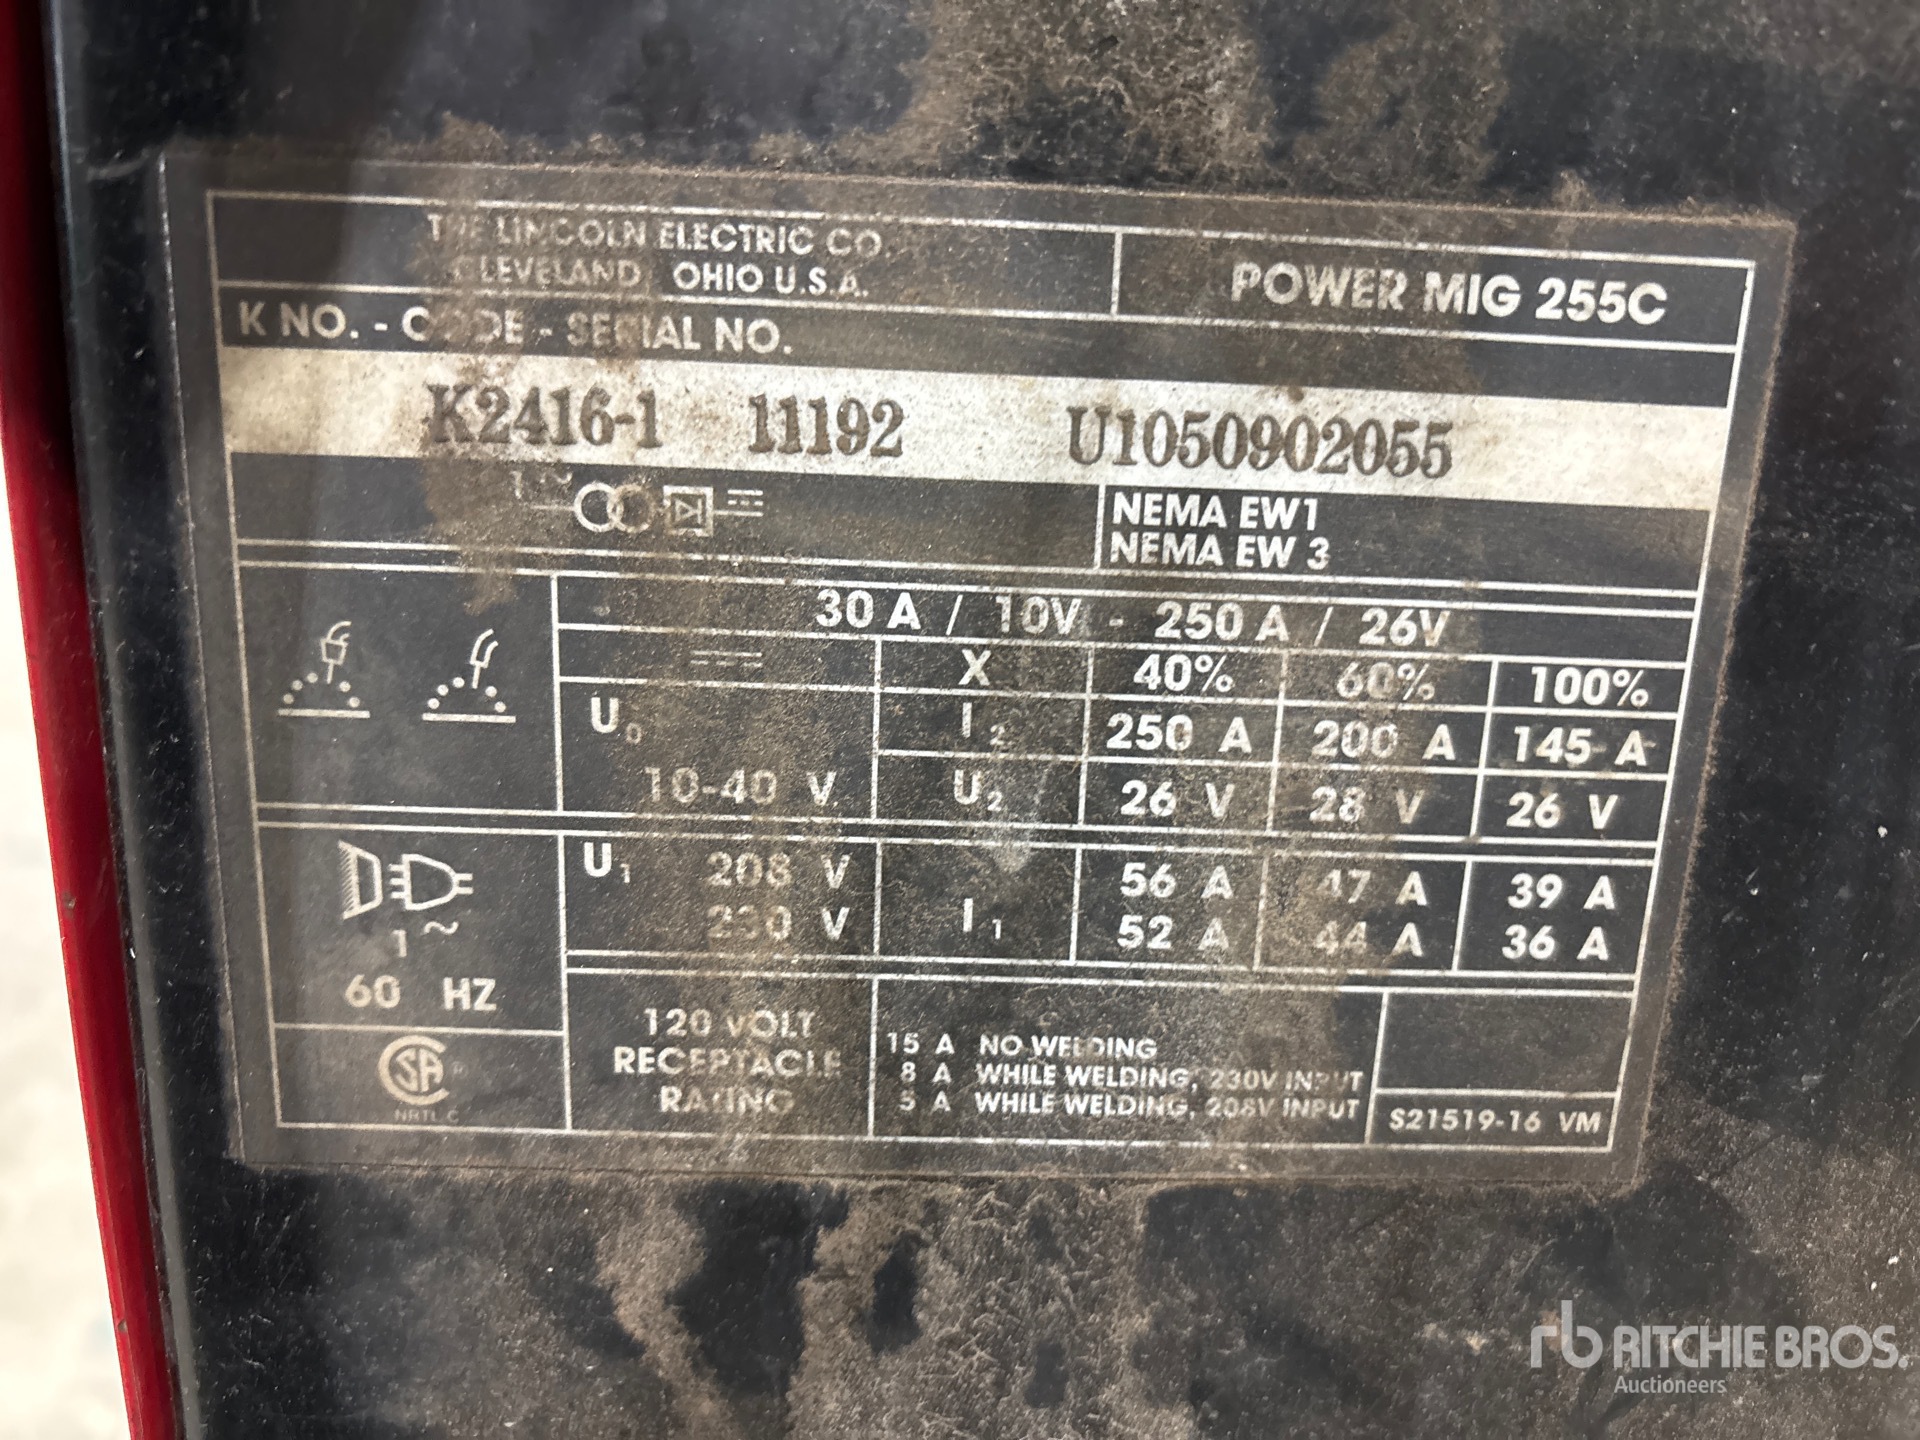 THE LINCOLN ELECTRIC CO.
CLEVELAND, OHIO U.S.A.
POWER MIG 255C
K NO. - CODE - SERIAL NO.
K2416-1 11192 U1050902055
1 ~
NEMA EW1
NEMA EW 3
30 A / 10V - 250 A / 26V
X 40% 60% 100%
U0 10-40 V
I2 250 A 200 A 145 A
U2 26 V 28 V 26 V
U1 208 V 56 A 47 A 39 A
230 V I1 52 A 44 A 36 A
1 ~
60 HZ
CSA ®
NRTL C
120 VOLT
RECEPTACLE
RATING
15 A NO WELDING
8 A WHILE WELDING, 230V INPUT
5 A WHILE WELDING, 208V INPUT
S21519-16 VM
rb RITCHIE BROS.
Auctioneers